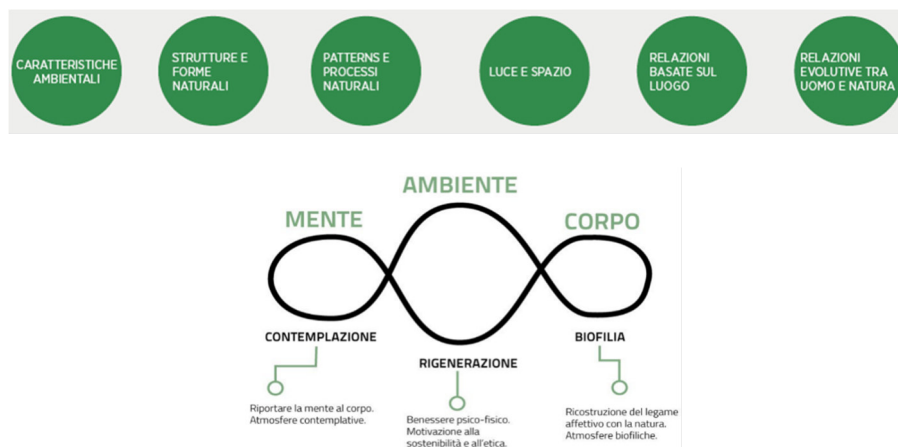 CARATTERISTICHE
AMBIENTALI
STRUTTURE E
FORME
NATURALI
PATTERNS E
PROCESSI
NATURALI
LUCE E SPAZIO
RELAZIONI
BASATE SUL
LUOGO
RELAZIONI
EVOLUTIVE TRA
UOMO E NATURA
AMBIENTE
MENTE
CORPO
CONTEMPLAZIONE
RIGENERAZIONE
BIOFILIA
Riportare la mente al corpo.
Atmosfere contemplative.
Benessere psico-fisico.
Motivazione alla
sostenibilità e all'etica.
Ricostruzione del legame
affettivo con la natura.
Atmosfere biofiliche.